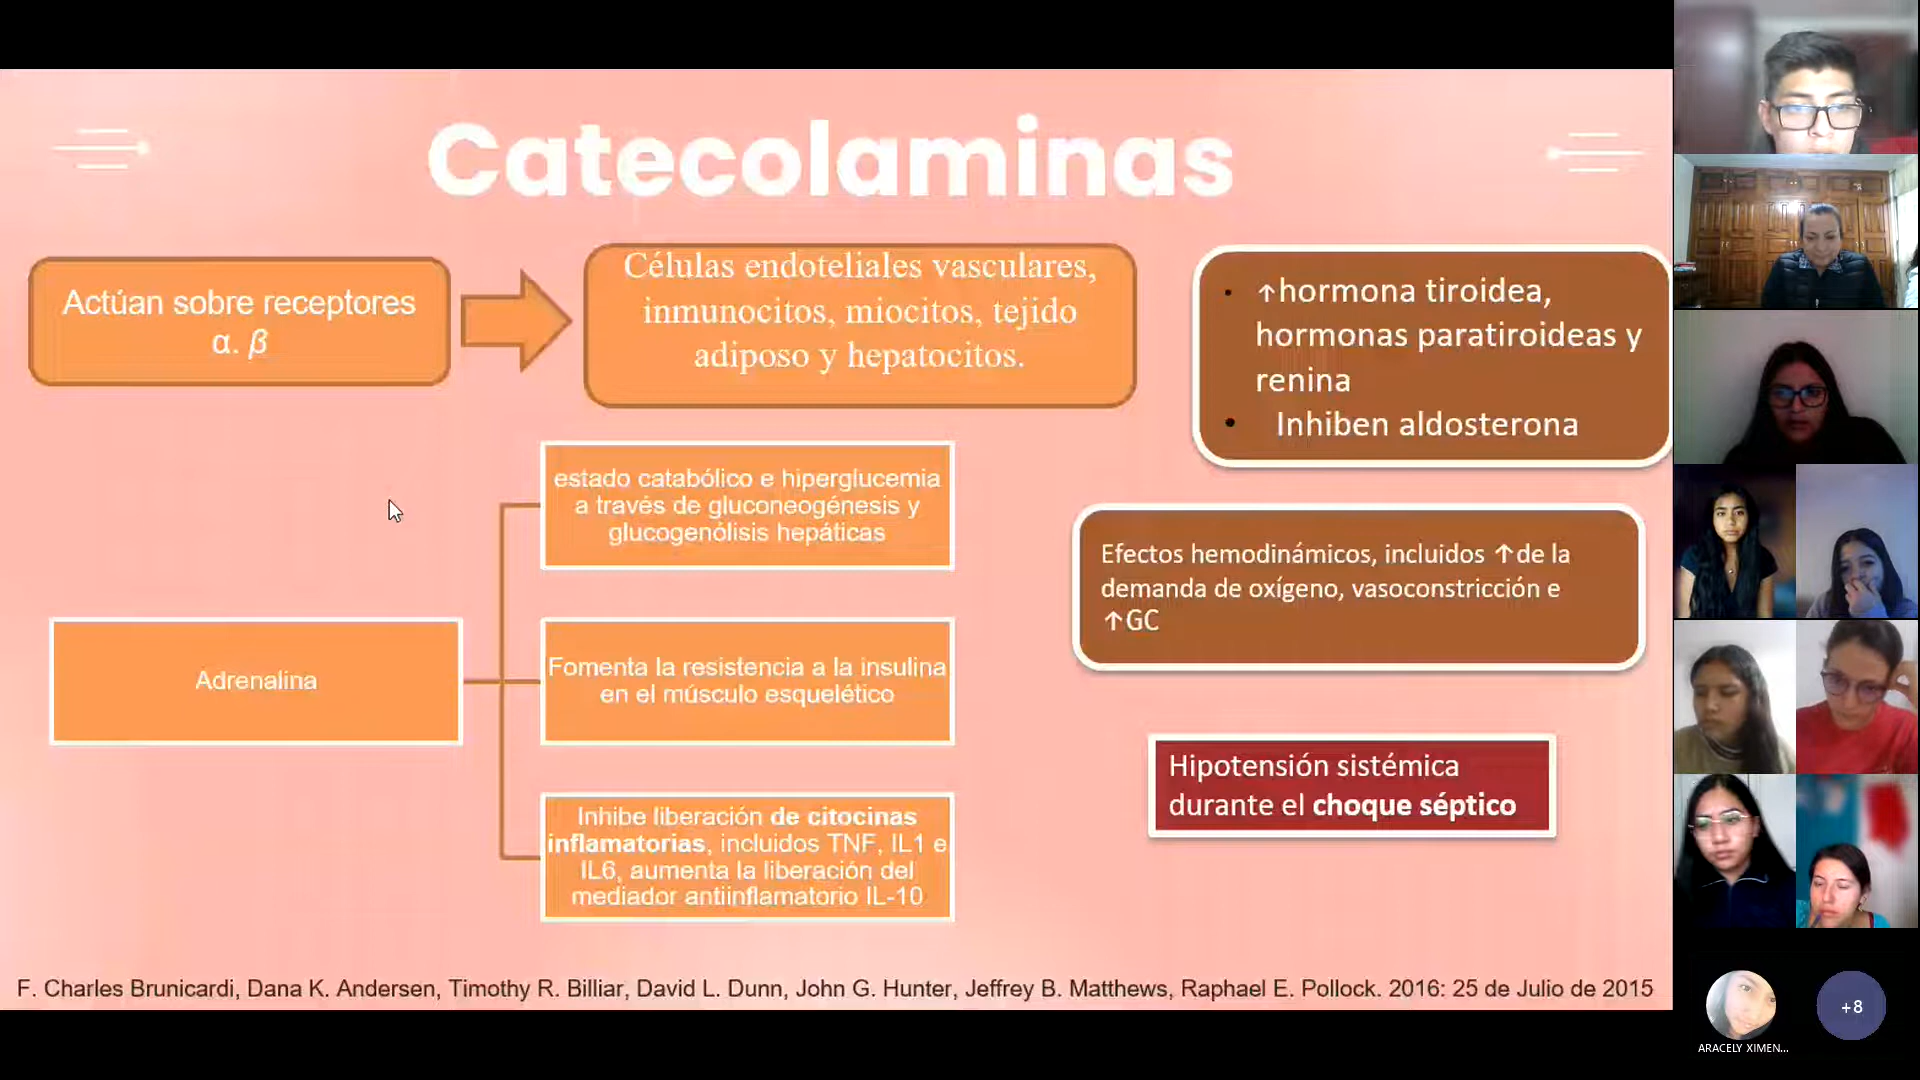 Catecolaminas
Actúan sobre receptores
α. β
Células endoteliales vasculares,
inmunocitos, miocitos, tejido
adiposo y hepatocitos.
• ↑hormona tiroidea,
hormonas paratiroideas y
renina
• Inhiben aldosterona
estado catabólico e hiperglucemia
a través de gluconeogénesis y
glucogenólisis hepáticas
Adrenalina
Fomenta la resistencia a la insulina
en el músculo esquelético
Inhibe liberación de citocinas
inflamatorias, incluidos TNF, IL1 e
IL6, aumenta la liberación del
mediador antiinflamatorio IL-10
Efectos hemodinámicos, incluidos ↑de la
demanda de oxígeno, vasoconstricción e
↑GC
Hipotensión sistémica
durante el choque séptico
F. Charles Brunicardi, Dana K. Andersen, Timothy R. Billiar, David L. Dunn, John G. Hunter, Jeffrey B. Matthews, Raphael E. Pollock. 2016: 25 de Julio de 2015
+8
ARACELY XIMEN...